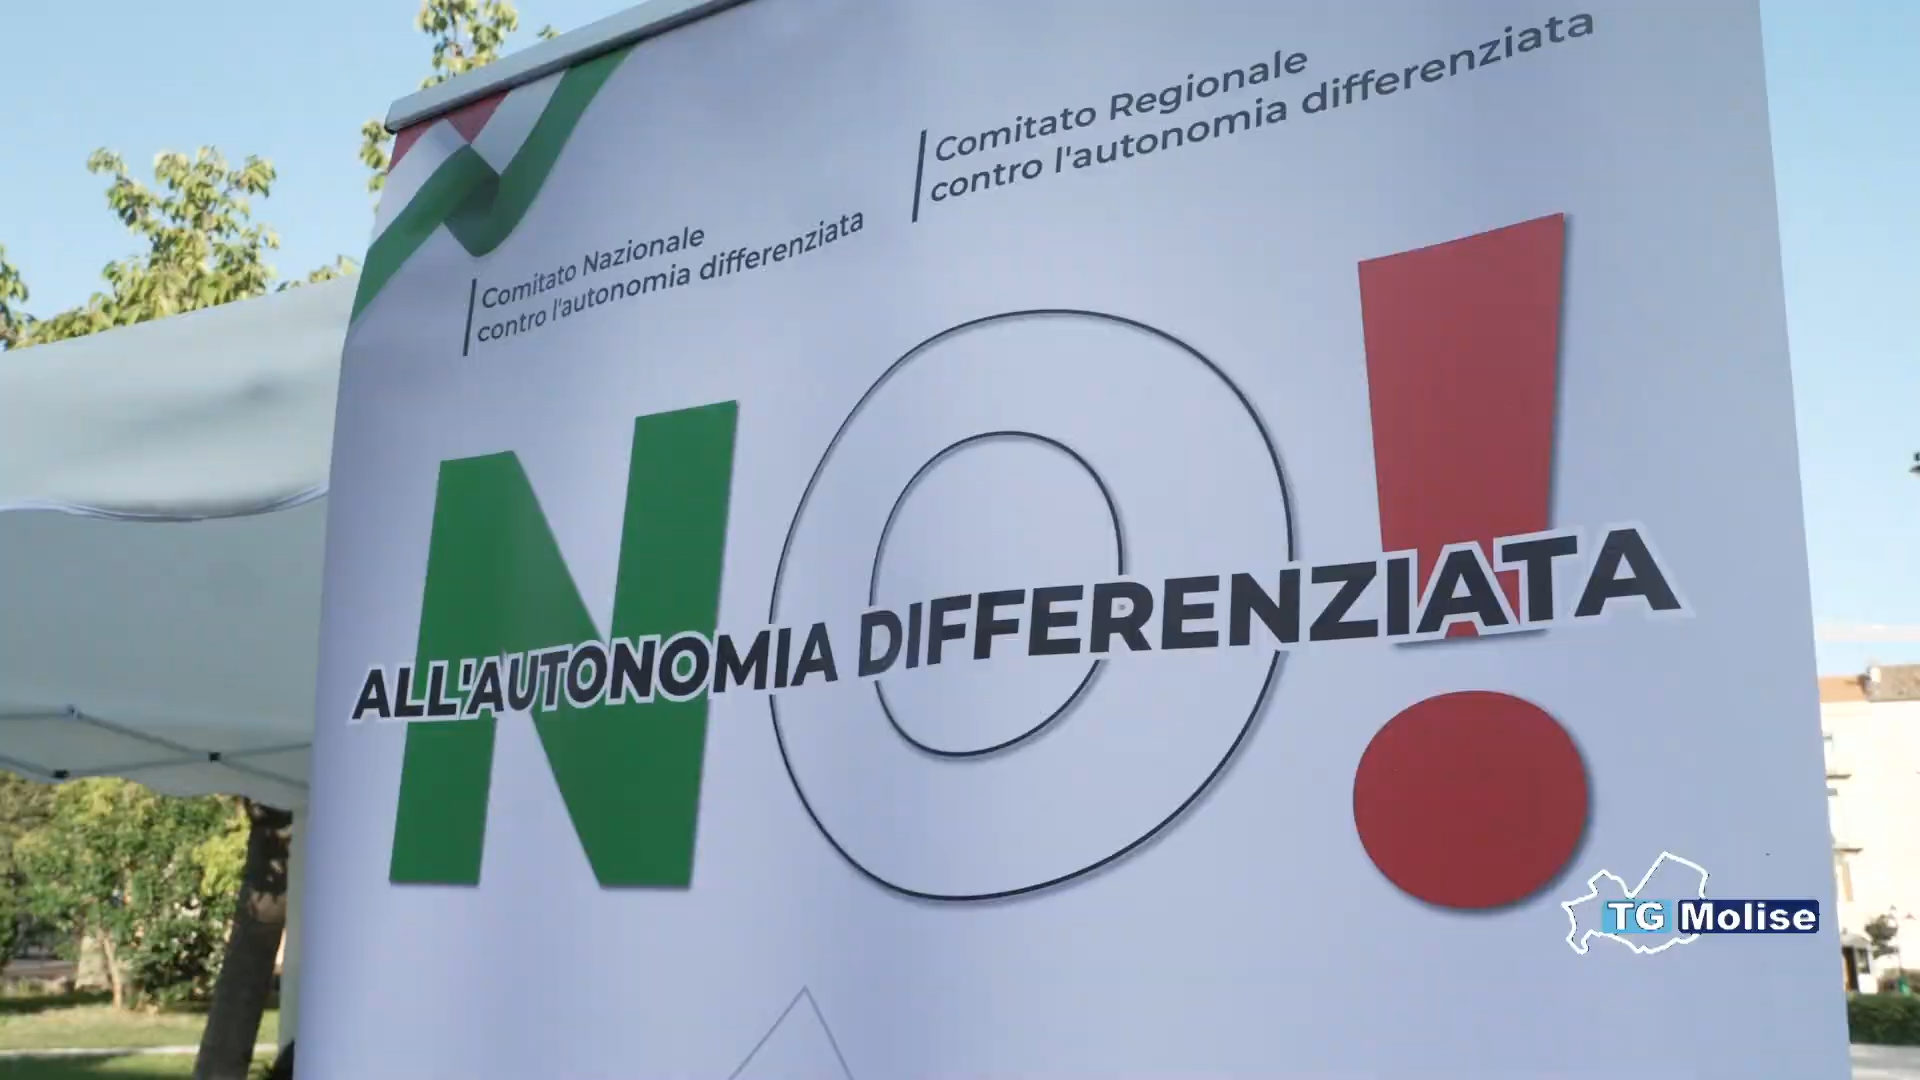 Comitato Regionale
contro l'autonomia differenziata
Comitato Nazionale
contro l'autonomia differenziata
NO!
ALL'AUTONOMIA DIFFERENZIATA
TG Molise